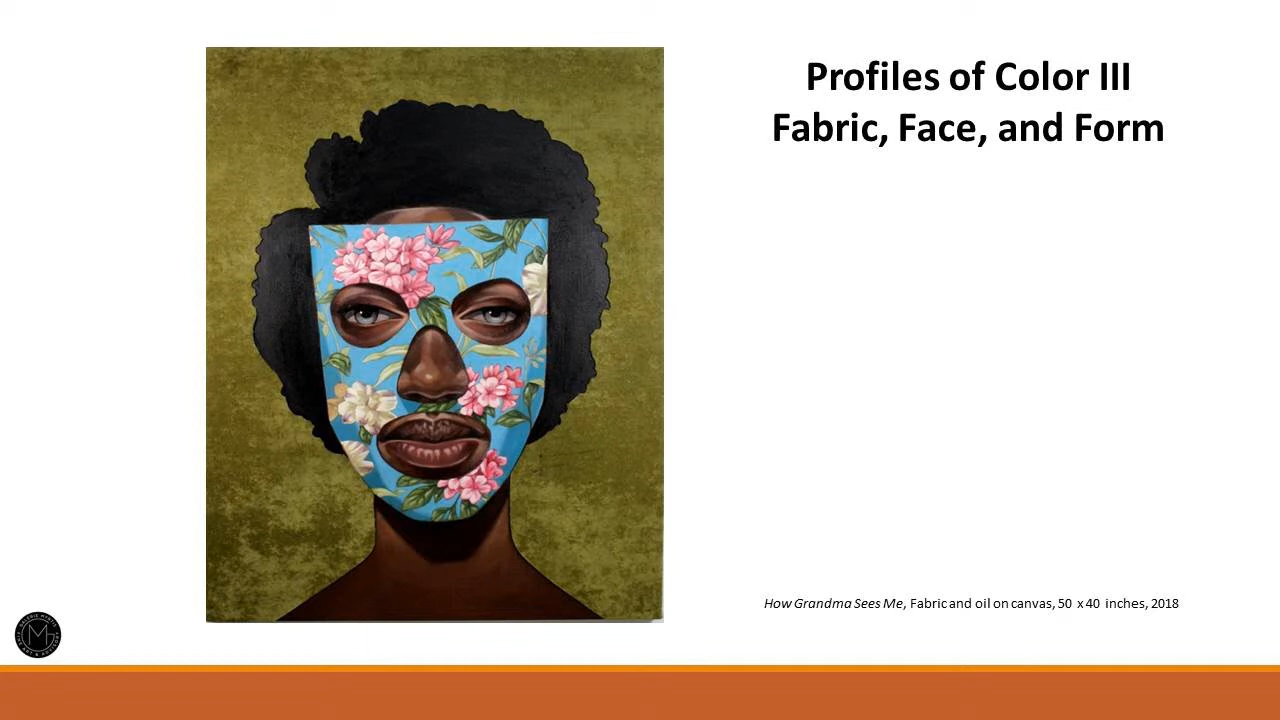 Profiles of Color III
Fabric, Face, and Form
How Grandma Sees Me, Fabric and oil on canvas, 50 x 40 inches, 2018